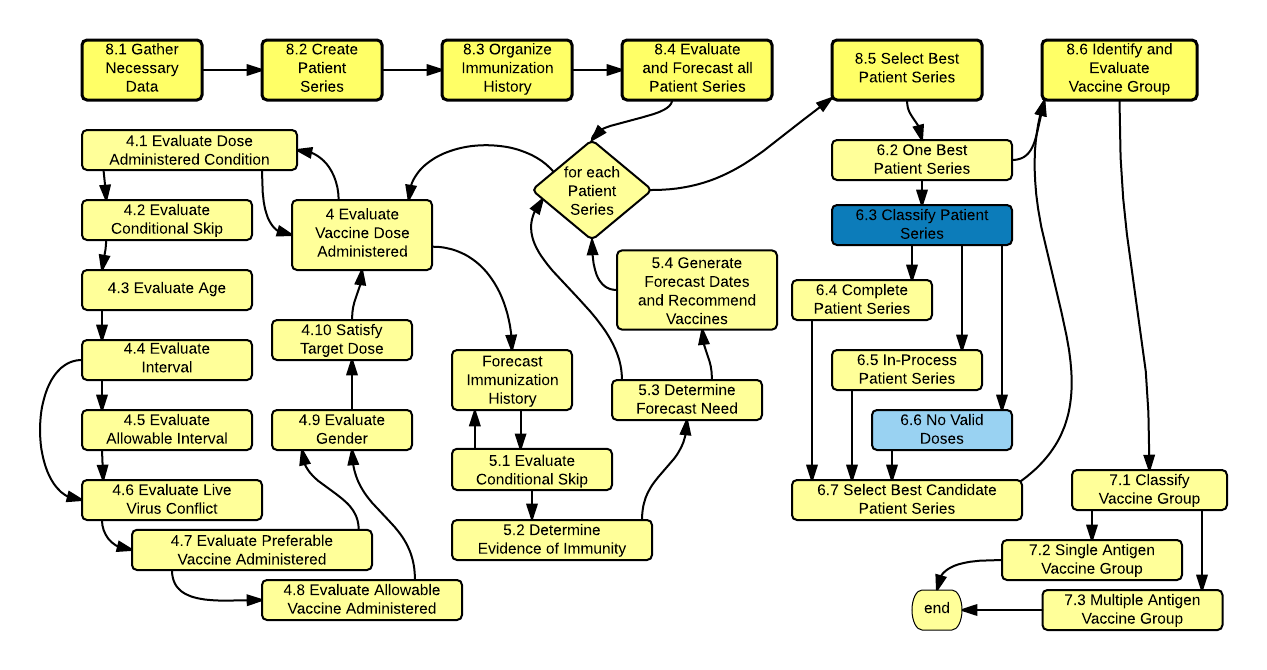 8.1 Gather
Necessary
Data
8.2 Create
Patient
Series
8.3 Organize
Immunization
History
8.4 Evaluate
and Forecast all
Patient Series
8.5 Select Best
Patient Series
8.6 Identify and
Evaluate
Vaccine Group
4.1 Evaluate Dose
Administered Condition
4.2 Evaluate
Conditional Skip
4.3 Evaluate Age
4.4 Evaluate
Interval
4.5 Evaluate
Allowable Interval
4.6 Evaluate Live
Virus Conflict
4.7 Evaluate Preferable
Vaccine Administered
4.8 Evaluate Allowable
Vaccine Administered
4.9 Evaluate
Gender
4.10 Satisfy
Target Dose
4 Evaluate
Vaccine Dose
Administered
for each
Patient
Series
Forecast
Immunization
History
5.1 Evaluate
Conditional Skip
5.2 Determine
Evidence of Immunity
5.3 Determine
Forecast Need
5.4 Generate
Forecast Dates
and Recommend
Vaccines
6.2 One Best
Patient Series
6.3 Classify Patient
Series
6.4 Complete
Patient Series
6.5 In-Process
Patient Series
6.6 No Valid
Doses
6.7 Select Best Candidate
Patient Series
7.1 Classify
Vaccine Group
7.2 Single Antigen
Vaccine Group
7.3 Multiple Antigen
Vaccine Group
end